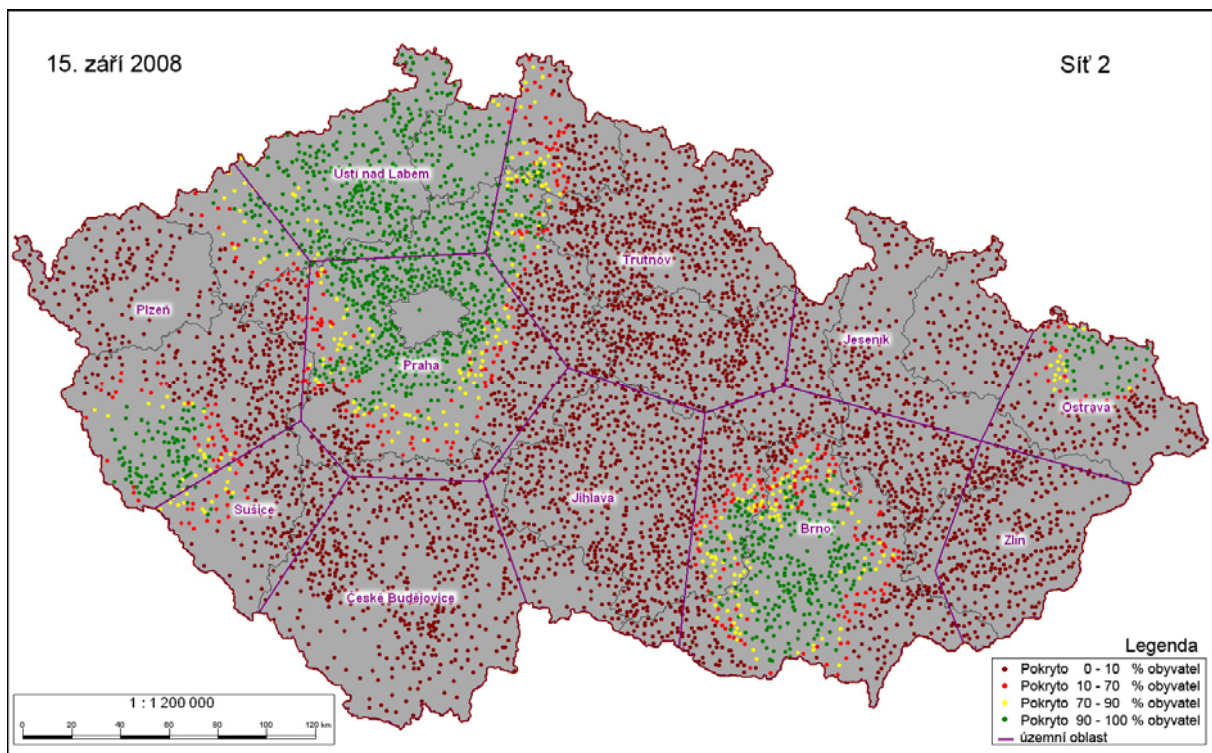 15. září 2008
Síť 2
Ústí nad Labem
Trutnov
Plzeň
Jeseník
Praha
Ostrava
Sušice
Jihlava
Brno
Zlín
České Budějovice
Legenda
Pokryto 0 - 10 % obyvatel
Pokryto 10 - 70 % obyvatel
Pokryto 70 - 90 % obyvatel
Pokryto 90 - 100 % obyvatel
územní oblast
1 : 1 200 000
0 20 40 60 80 100 120 km